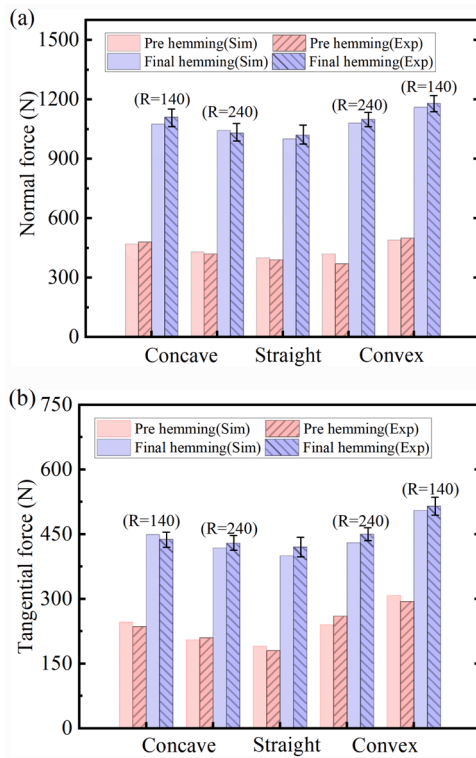 (a)
Pre hemming(Sim) Pre hemming(Exp)
Final hemming(Sim) Final hemming(Exp)
1500
1200
900
600
300
0
Normal force (N)
(R=140)
(R=240)
(R=240)
(R=140)
Concave Straight Convex
(b)
750
600
450
300
150
0
Tangential force (N)
Pre hemming(Sim) Pre hemming(Exp)
Final hemming(Sim) Final hemming(Exp)
(R=140)
(R=240)
(R=240)
(R=140)
Concave Straight Convex